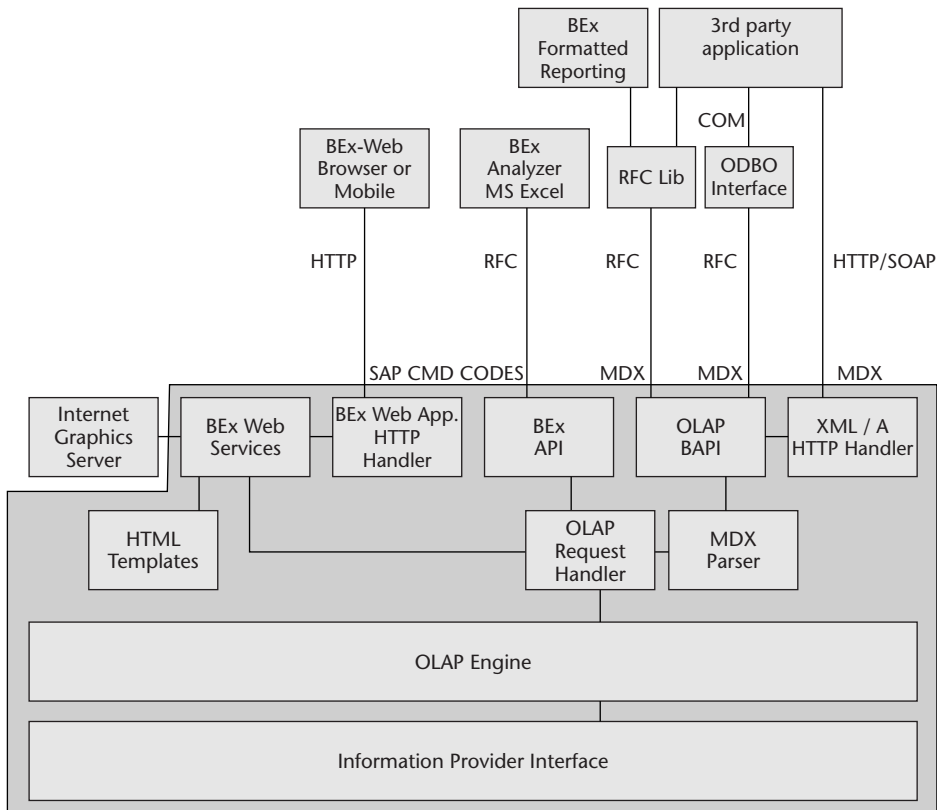 BEx
Formatted
Reporting
3rd party
application
COM
BEx-Web
Browser or
Mobile
BEx
Analyzer
MS Excel
RFC Lib
ODBO
Interface
HTTP
RFC
RFC
RFC
HTTP/SOAP
SAP CMD CODES
MDX
MDX
MDX
Internet
Graphics
Server
BEx Web
Services
BEx Web App.
HTTP
Handler
BEx
API
OLAP
BAPI
XML / A
HTTP Handler
HTML
Templates
OLAP
Request
Handler
MDX
Parser
OLAP Engine
Information Provider Interface